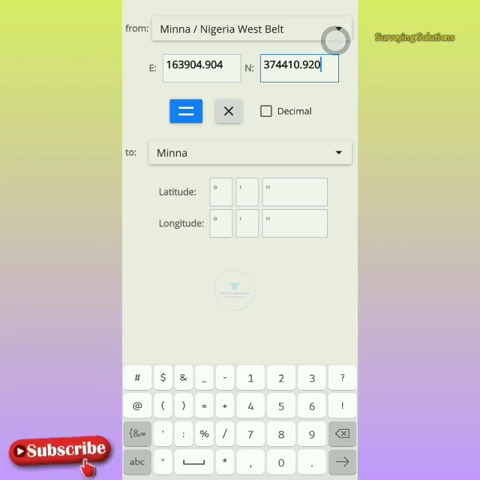 from: Minna / Nigeria West Belt
SurveyingSolutions
E: 163904.904 N: 374410.920
= × Decimal
to: Minna
Latitude: ° ' "
Longitude: ° ' "
# $ & _ - 1 2 3 ?
@ ( ) = + 4 5 6 !
{&= ' : % / 7 8 9
abc " * , 0 .
Subscribe